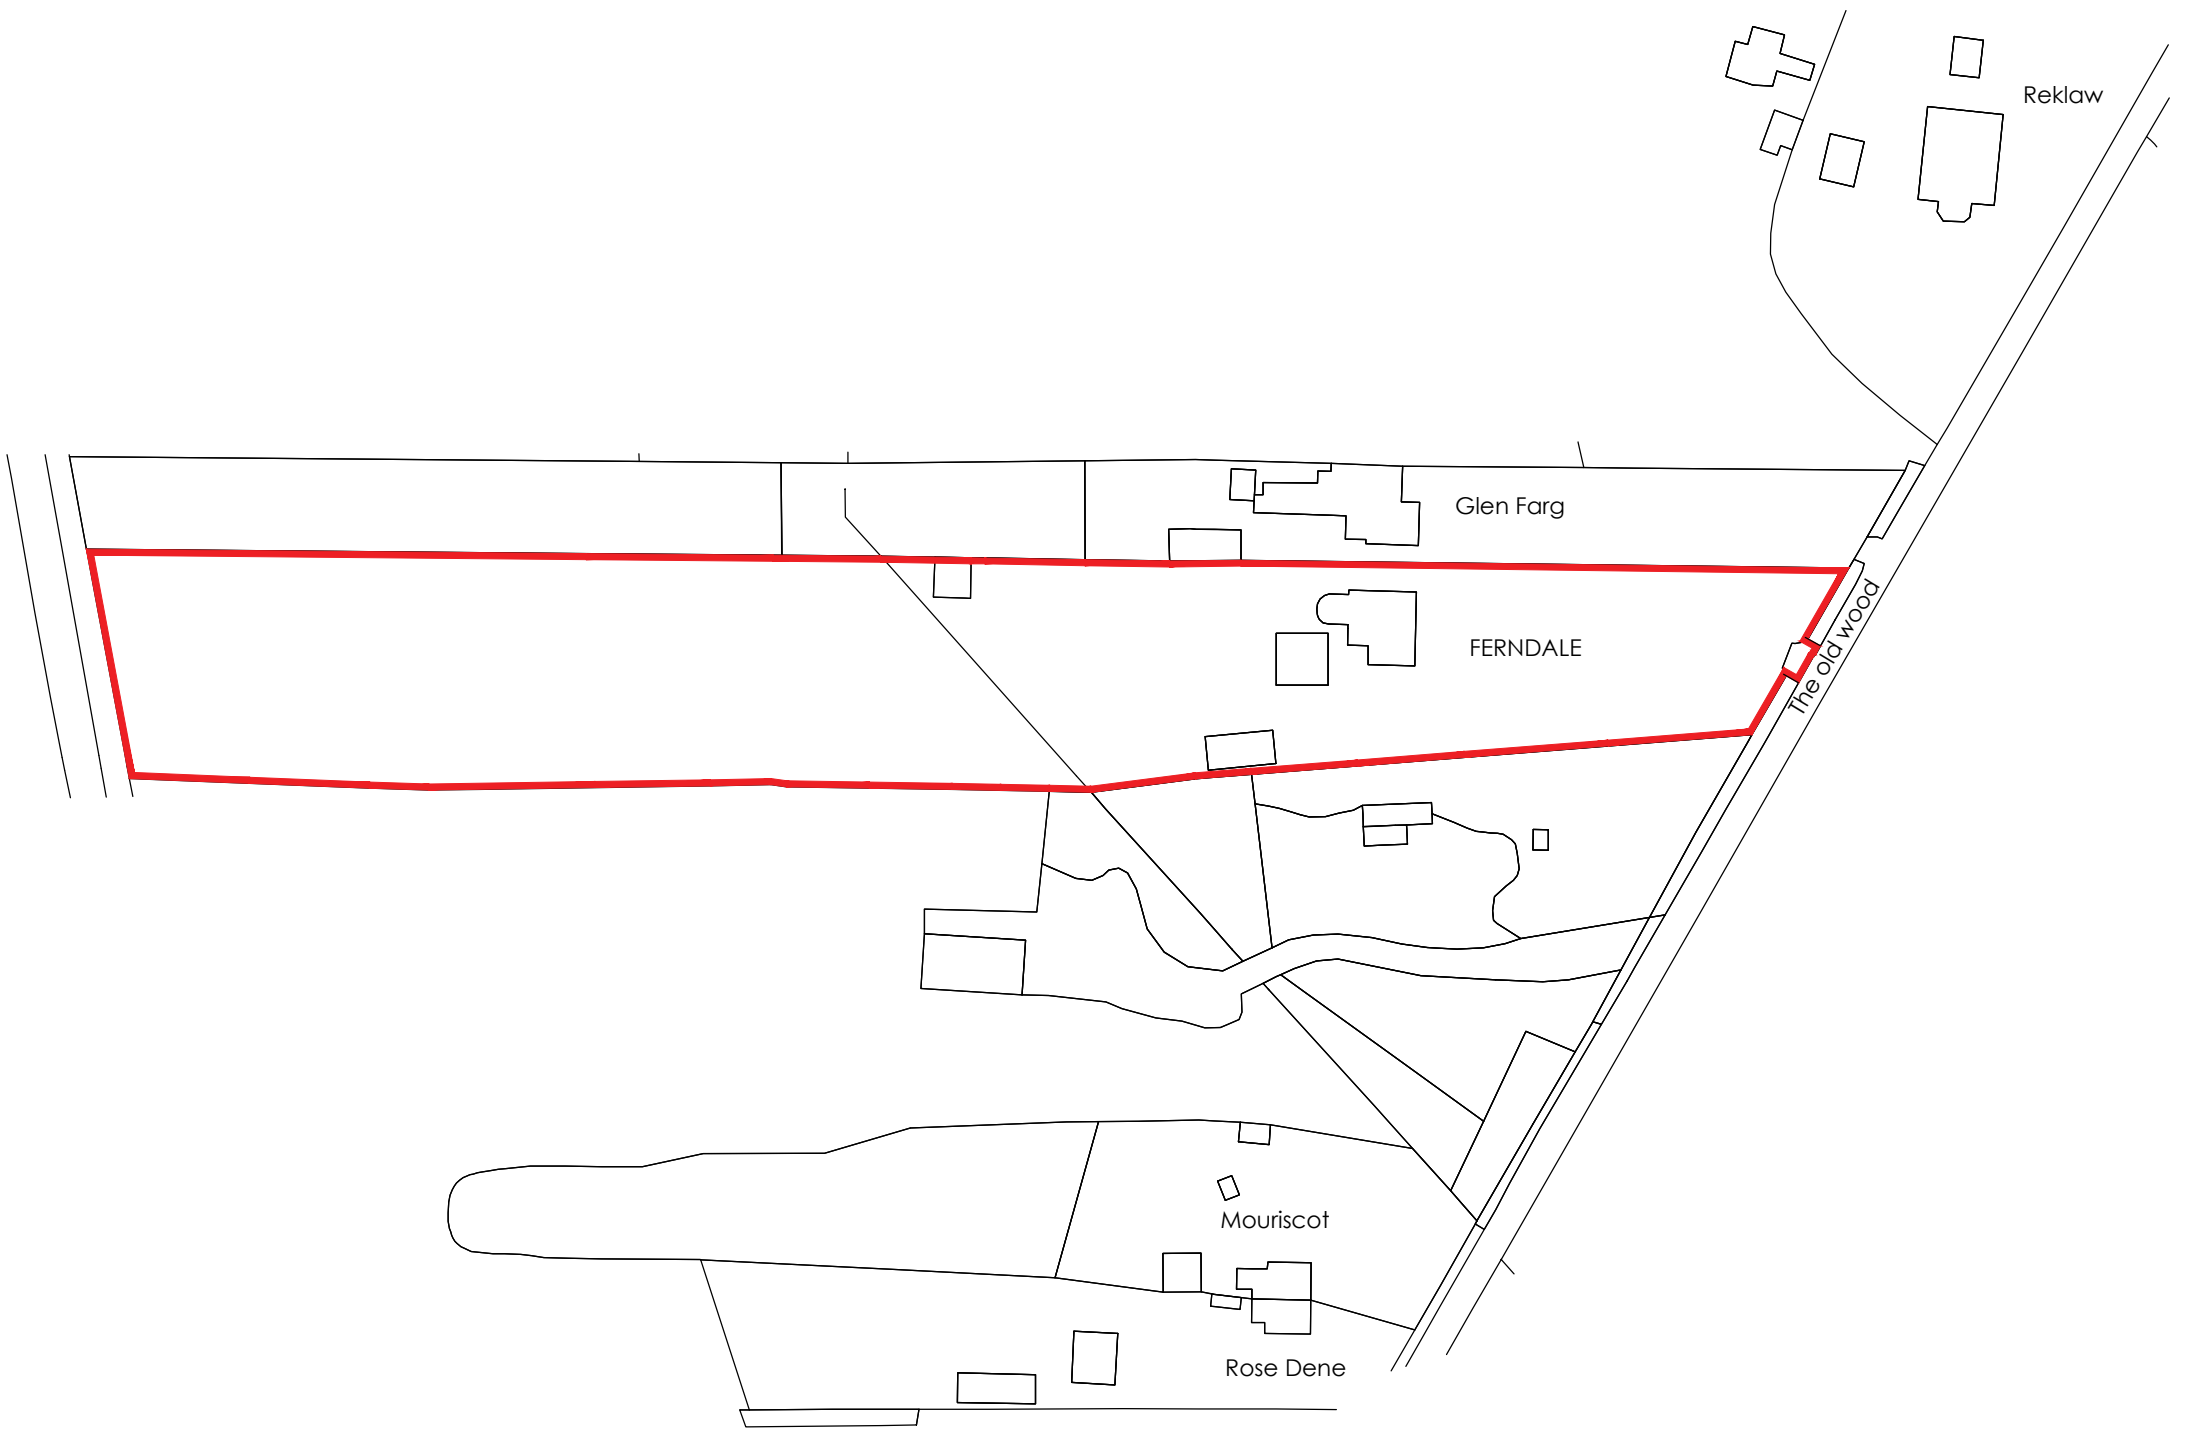 Reklaw
Glen Farg
The old wood
FERNDALE
Mouriscot
Rose Dene